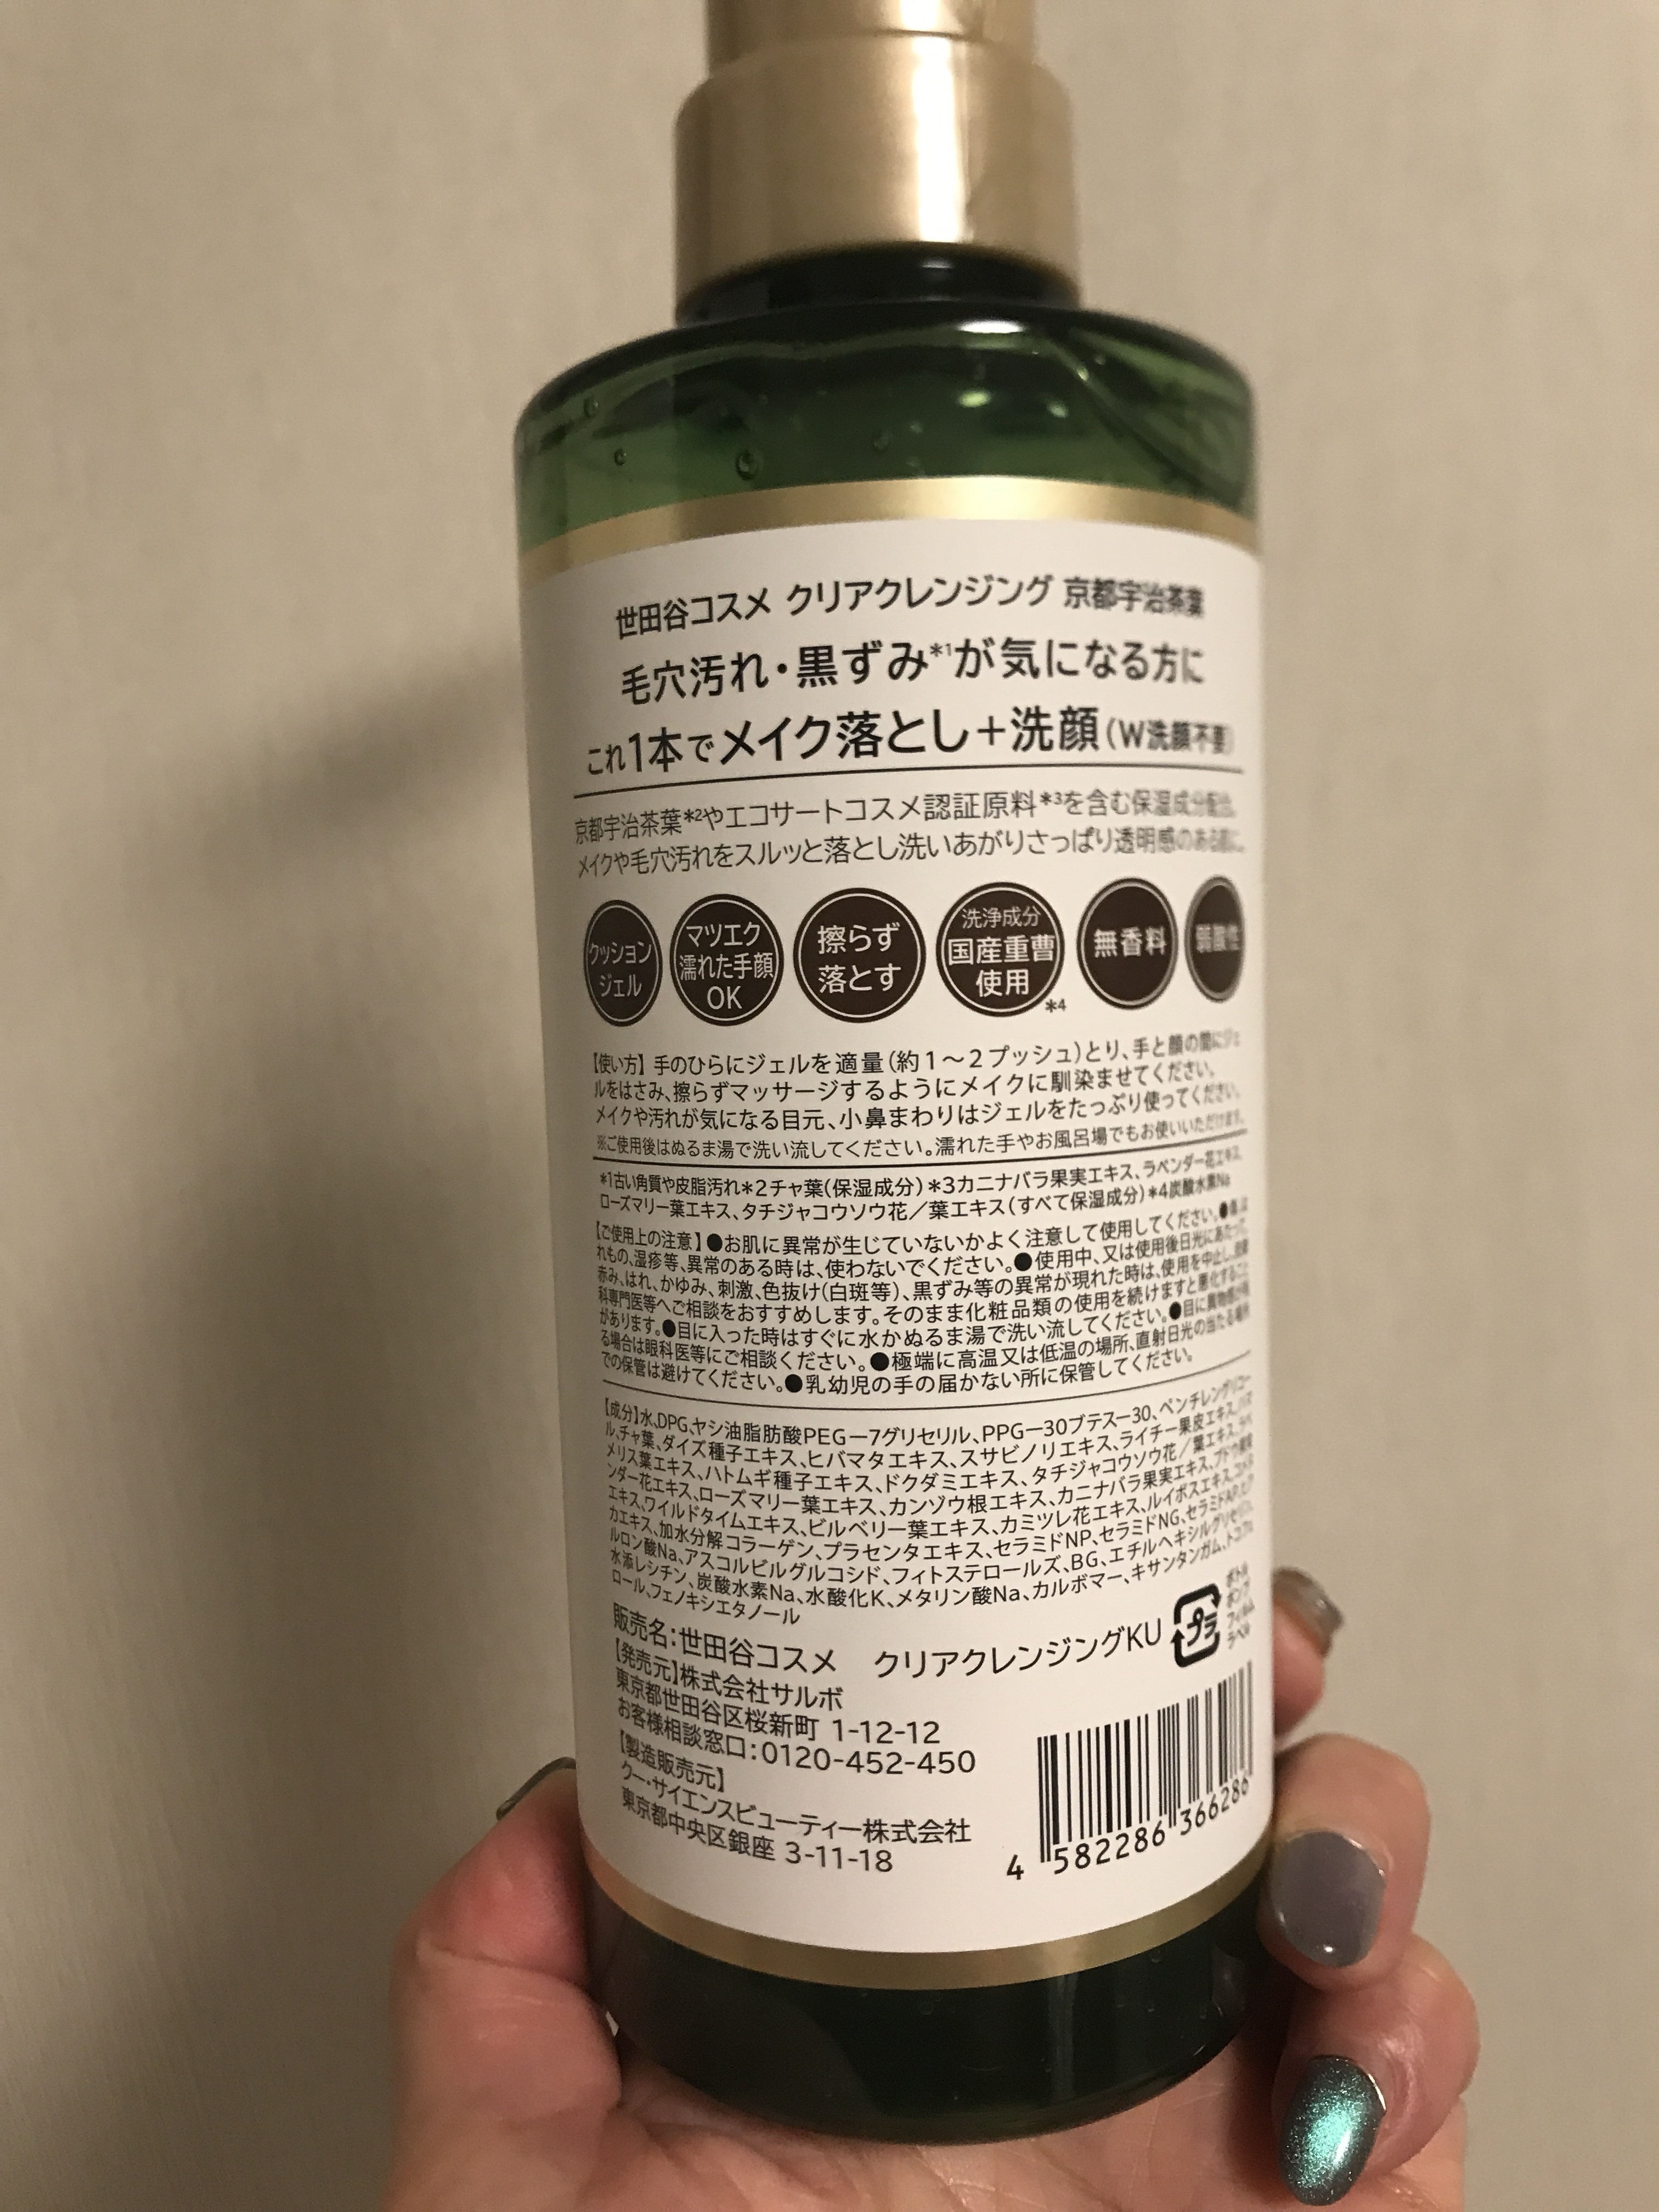 世田谷コスメ クリアクレンジング 京都宇治茶葉
毛穴汚れ・黒ずみ*1が気になる方に
これ1本でメイク落とし+洗顔(W洗顔不要)
京都宇治茶葉*2やエコサートコスメ認証原料*3を含む保湿成分配合。
メイクや毛穴汚れをスルッと落とし洗いあがりさっぱり透明感のある
クッション
ジェル
マツエク
濡れた手顔
OK
擦らず
落とす
洗浄成分
国産重曹
使用
*4
無香料
弱酸性
【使い方】手のひらにジェルを適量(約1~2プッシュ)とり、手と顔の間にジェ
ルをはさみ、擦らずマッサージするようにメイクに馴染ませてください。
メイクや汚れが気になる目元、小鼻まわりはジェルをたっぷり使ってください。
※ご使用後はぬるま湯で洗い流してください。濡れた手やお風呂場でもお使いいただけます。
*1古い角質や皮脂汚れ*2チャ葉(保湿成分)*3カニナバラ果実エキス、ラベンダー花エキス、
ローズマリー葉エキス、タチジャコウソウ花/葉エキス(すべて保湿成分)*4炭酸水素Na
【ご使用上の注意】●お肌に異常が生じていないかよく注意して使用してください。●
れもの、湿疹等、異常のある時は、使わないでください。●使用中、又は使用後日光にあたって、
赤み、はれ、かゆみ、刺激、色抜け(白斑等)、黒ずみ等の異常が現れた時は、使用を中止し、皮膚
科専門医等へご相談をおすすめします。そのまま化粧品類の使用を続けますと悪化すること
があります。●目に入った時はすぐに水かぬるま湯で洗い流してください。●目に異物感が残
る場合は眼科医等にご相談ください。●極端に高温又は低温の場所、直射日光の当たる場所
での保管は避けてください。●乳幼児の手の届かない所に保管してください。
【成分】水、DPG、ヤシ油脂肪酸PEG-7グリセリル、PPG-30ブテス-30、ペンチレングリコー
ル、チャ葉、ダイズ種子エキス、ヒバマタエキス、スサビノリエキス、ライチー果皮エキス、ハマ
メリス葉エキス、ハトムギ種子エキス、ドクダミエキス、タチジャコウソウ花/葉エキス、ラベ
ンダー花エキス、ローズマリー葉エキス、カンゾウ根エキス、カニナバラ果実エキス、ブドウ
エキス、ワイルドタイムエキス、ビルベリー葉エキス、カミツレ花エキス、ルイボスエキス、コメヌ
カエキス、加水分解コラーゲン、プラセンタエキス、セラミドNP、セラミドNG、セラミドAP、ヒア
ルロン酸Na、アスコルビルグルコシド、フィトステロールズ、BG、エチルヘキシルグリセリン、
水添レシチン、炭酸水素Na、水酸化K、メタリン酸Na、カルボマー、キサンタンガム、トコフェ
ロール、フェノキシエタノール
販売名:世田谷コスメ クリアクレンジングKU
プラ
ボトル
ポンプ
フィルム
ラベル
【発売元】株式会社サルボ
東京都世田谷区桜新町 1-12-12
お客様相談窓口:0120-452-450
【製造販売元】
クー・サイエンスビューティー株式会社
東京都中央区銀座 3-11-18
4 582286 366286